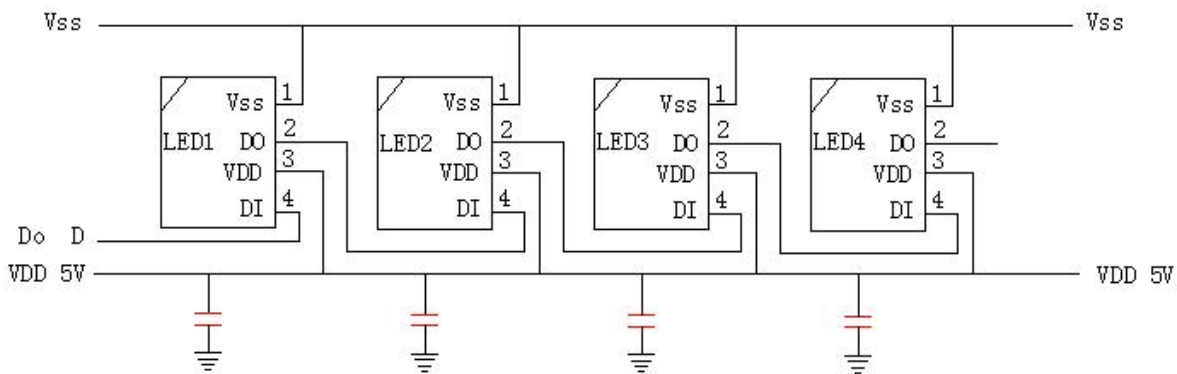 Vss Vss
Vss 1 Vss 1 Vss 1 Vss 1
LED1 DO 2 LED2 DO 2 LED3 DO 2 LED4 DO 2
VDD 3 VDD 3 VDD 3 VDD 3
DI 4 DI 4 DI 4 DI 4
Do D
VDD 5V VDD 5V